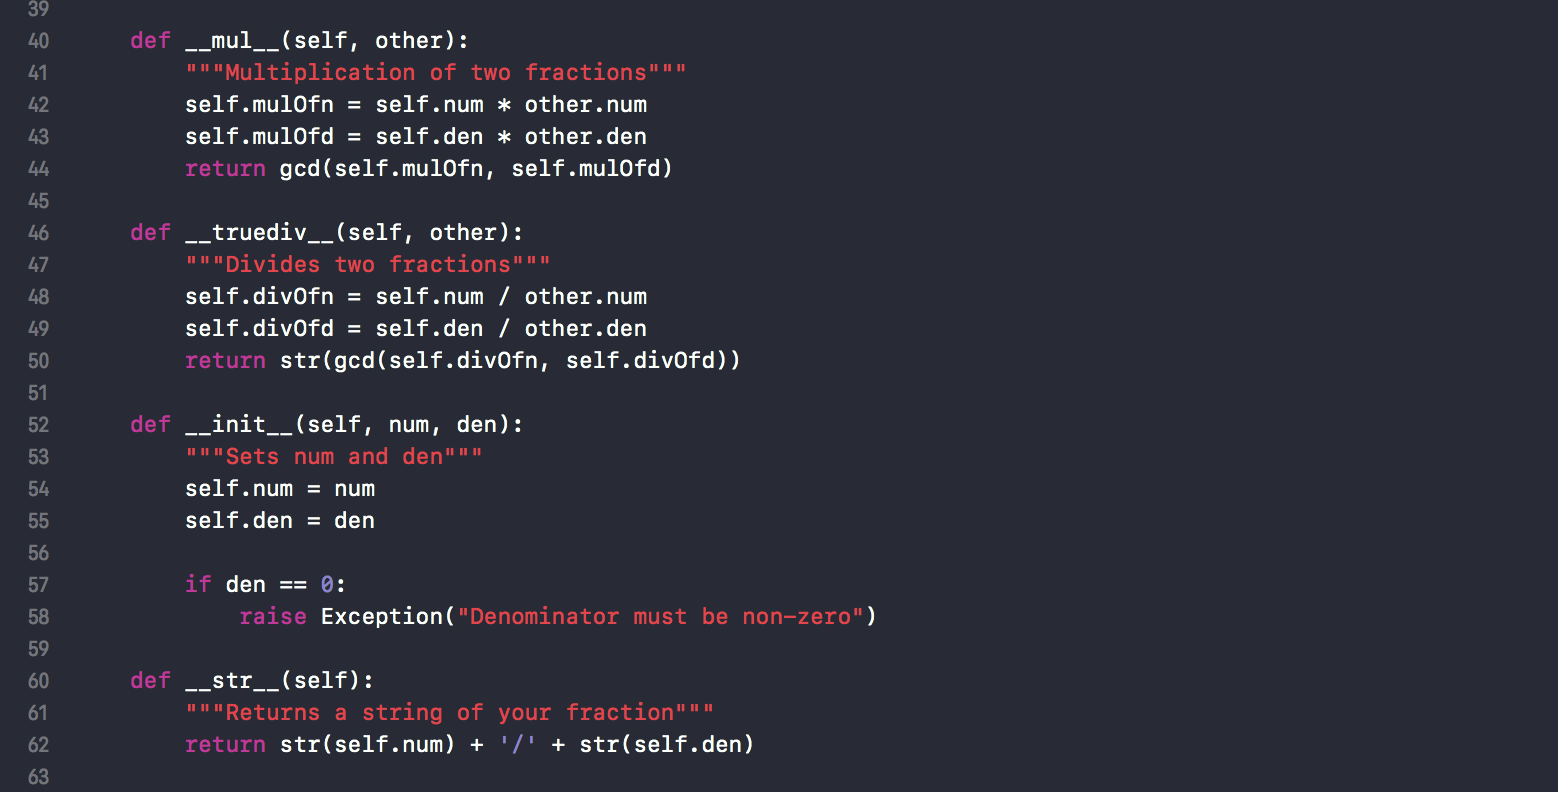 39
40 def __mul__(self, other):
41 """Multiplication of two fractions"""
42 self.mulOfn = self.num * other.num
43 self.mulOfd = self.den * other.den
44 return gcd(self.mulOfn, self.mulOfd)
45
46 def __truediv__(self, other):
47 """Divides two fractions"""
48 self.divOfn = self.num / other.num
49 self.divOfd = self.den / other.den
50 return str(gcd(self.divOfn, self.divOfd))
51
52 def __init__(self, num, den):
53 """Sets num and den"""
54 self.num = num
55 self.den = den
56
57 if den == 0:
58 raise Exception("Denominator must be non-zero")
59
60 def __str__(self):
61 """Returns a string of your fraction"""
62 return str(self.num) + '/' + str(self.den)
63